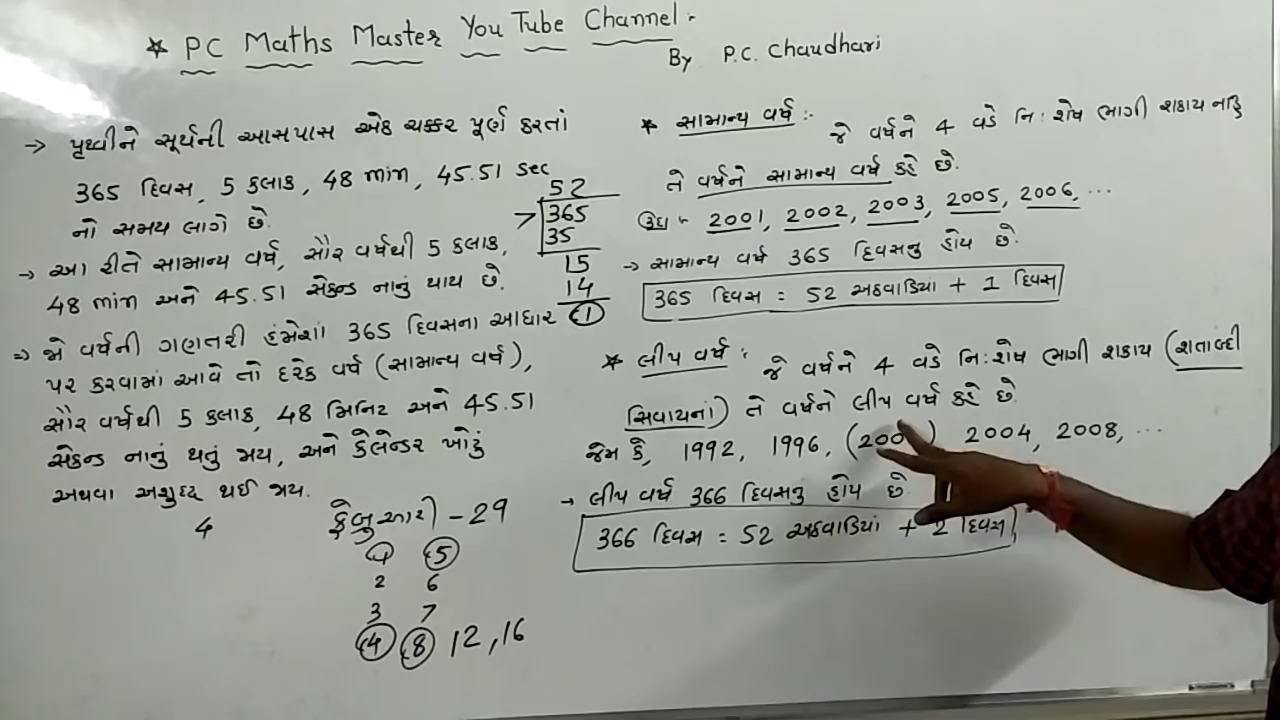 * PC Maths Master You Tube Channel.
By P.C. Chaudhari
→ પૃથ્વીને સૂર્યની આસપાસ એક ચક્કર પૂર્ણ કરતાં
365 દિવસ, 5 કલાક, 48 min, 45.51 sec
નો સમય લાગે છે.
→ આ રીતે સામાન્ય વર્ષ, સૌર વર્ષથી 5 કલાક,
48 min અને 45.51 સેકન્ડ નાનું થાય છે.
⇒ જો વર્ષની ગણતરી હંમેશાં 365 દિવસના આધાર
પર કરવામાં આવે તો દરેક વર્ષ (સામાન્ય વર્ષ),
સૌર વર્ષથી 5 કલાક, 48 મિનિટ અને 45.51
સેકન્ડ નાનું થતું જાય, અને કેલેન્ડર ખોટું
અથવા અશુદ્ધ થઈ જાય.
52
7 365
35
15
14
1
4
ફેબ્રુઆરી - 29
1 5
2 6
3 7
4 8 12, 16
* સામાન્ય વર્ષ :- જે વર્ષને 4 વડે નિ:શેષ ભાગી શકાય નહિ
તે વર્ષને સામાન્ય વર્ષ કહે છે.
ઉદા :- 2001, 2002, 2003, 2005, 2006, ...
→ સામાન્ય વર્ષ 365 દિવસનુ હોય છે.
365 દિવસ = 52 અઠવાડિયા + 1 દિવસ
* લીપ વર્ષ :- જે વર્ષને 4 વડે નિ:શેષ ભાગી શકાય (શતાબ્દી
સિવાયનાં) તે વર્ષને લીપ વર્ષ કહે છે.
જેમ કે, 1992, 1996, (200 ) 2004, 2008, ...
→ લીપ વર્ષ 366 દિવસનુ હોય છે
366 દિવસ = 52 અઠવાડિયાં + 2 દિવસ